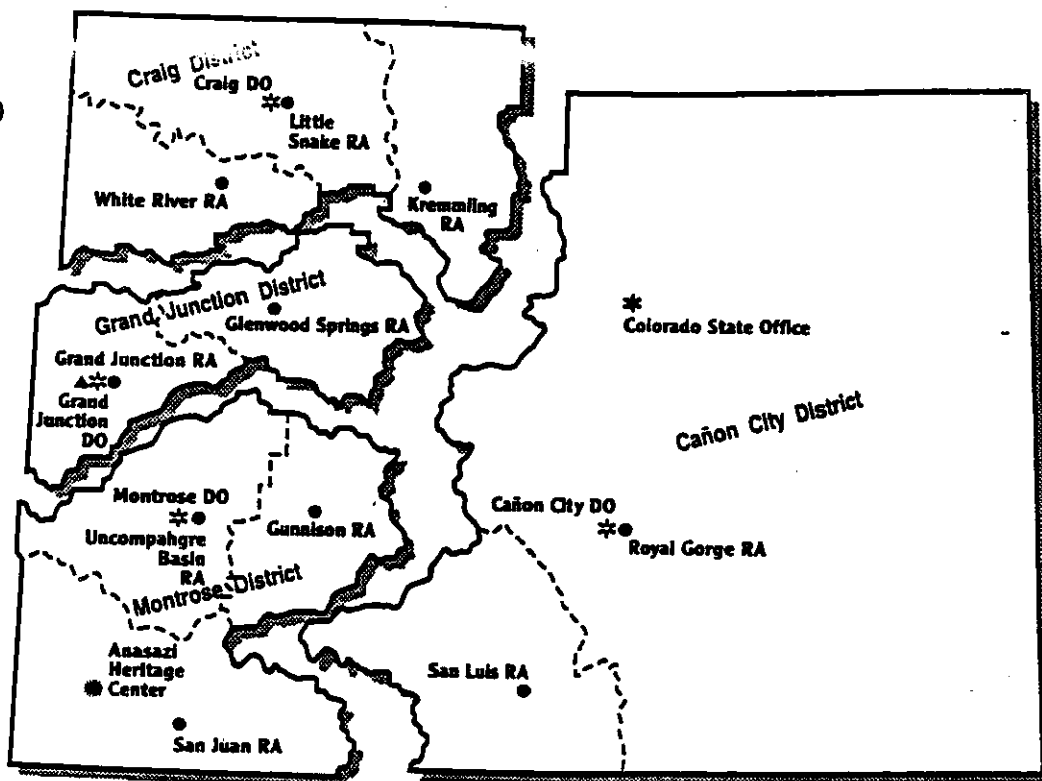 Craig District
Craig DO
Little
Snake RA
White River RA
Kremmling
RA
Grand Junction District
Glenwood Springs RA
Grand Junction RA
Grand
Junction
DO
Colorado State Office
Cañon City District
Montrose DO
Uncompahgre
Basin
RA
Gunnison RA
Montrose District
Cañon City DO
Royal Gorge RA
Anasazi
Heritage
Center
San Juan RA
San Luis RA